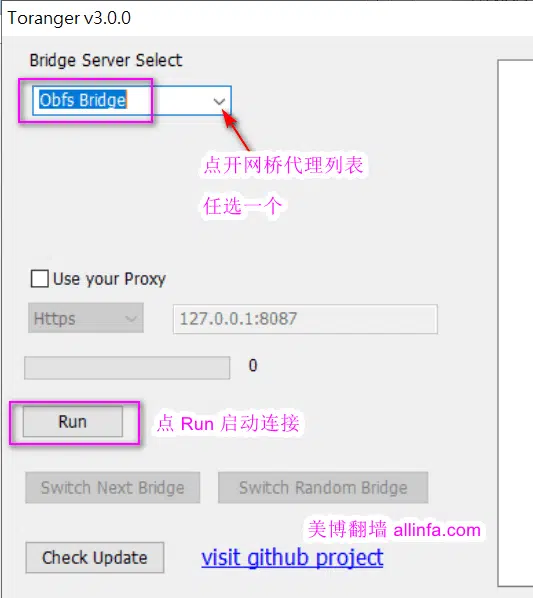 Toranger v3.0.0
Bridge Server Select
Obfs Bridge
点开网桥代理列表
任选一个
Use your Proxy
Https 127.0.0.1:8087
0
Run 点 Run 启动连接
Switch Next Bridge Switch Random Bridge
美博翻墙 allinfa.com
Check Update visit github project